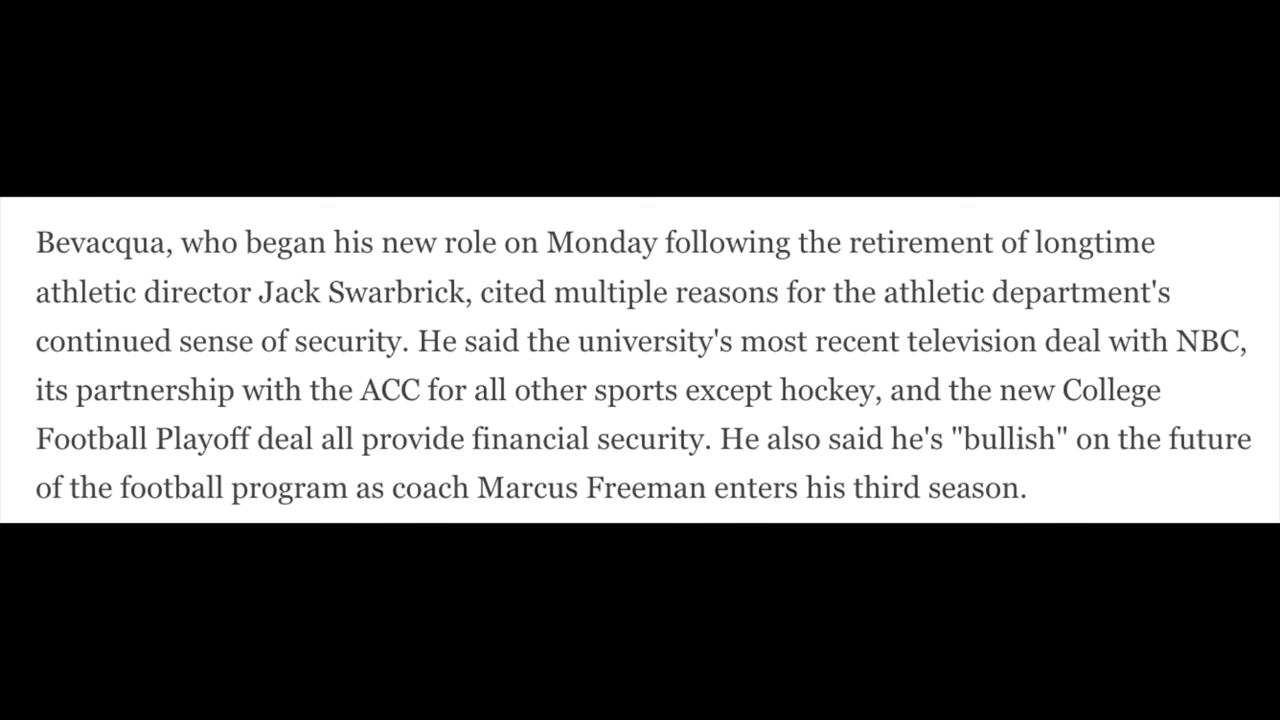 Bevacqua, who began his new role on Monday following the retirement of longtime
athletic director Jack Swarbrick, cited multiple reasons for the athletic department's
continued sense of security. He said the university's most recent television deal with NBC,
its partnership with the ACC for all other sports except hockey, and the new College
Football Playoff deal all provide financial security. He also said he's "bullish" on the future
of the football program as coach Marcus Freeman enters his third season.